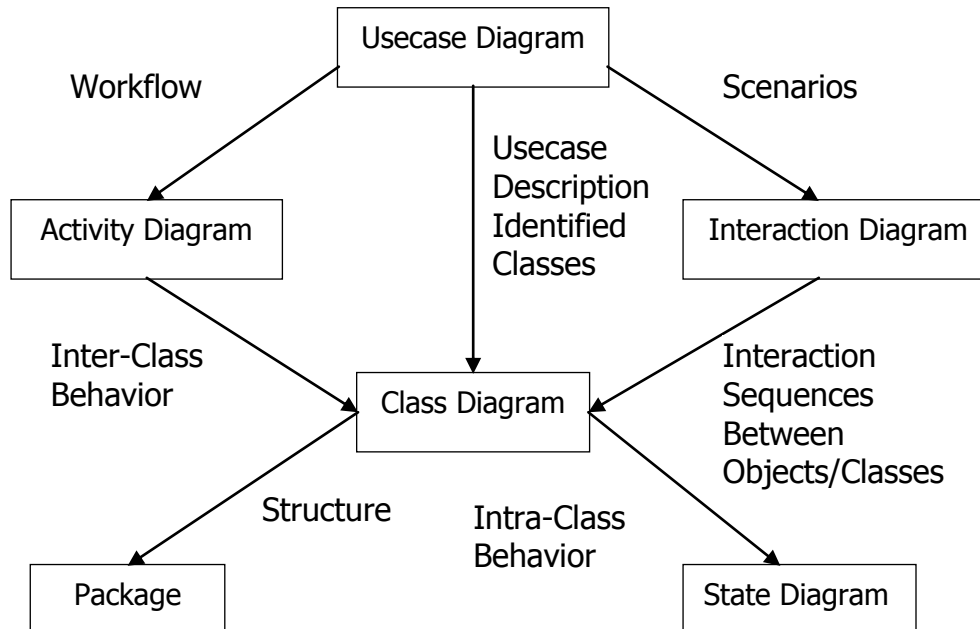 Usecase Diagram
Workflow
Scenarios
Usecase
Description
Identified
Classes
Activity Diagram
Interaction Diagram
Inter-Class
Behavior
Interaction
Sequences
Between
Objects/Classes
Class Diagram
Structure
Intra-Class
Behavior
Package
State Diagram